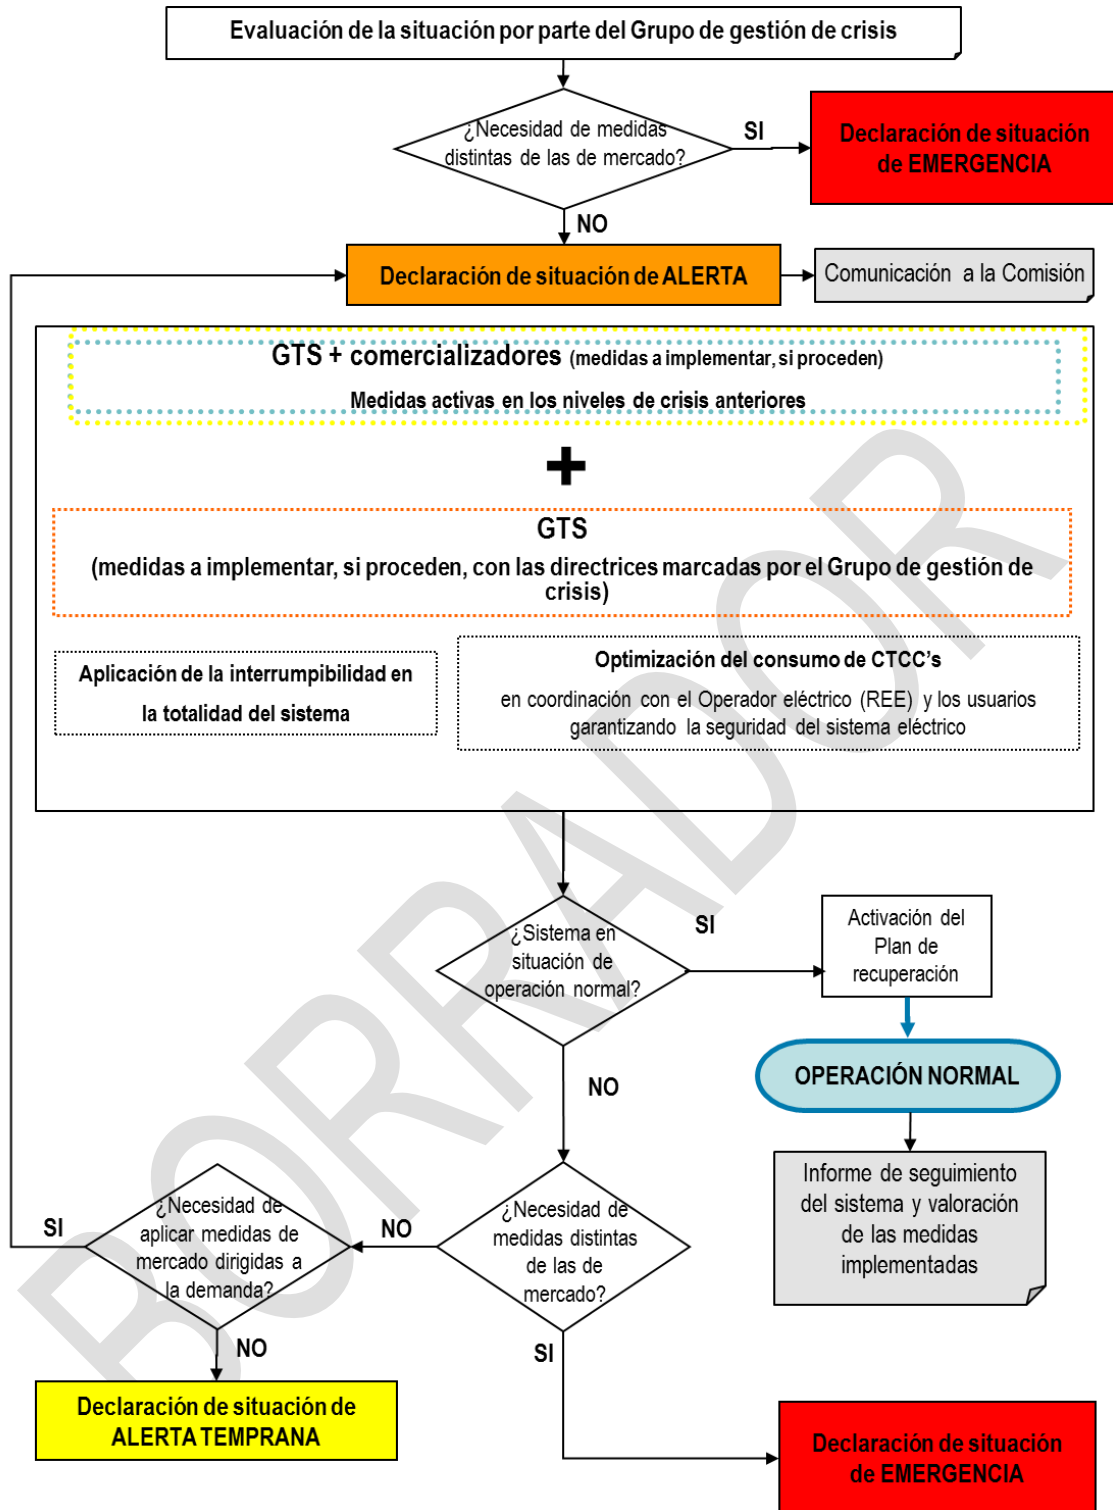 Evaluación de la situación por parte del Grupo de gestión de crisis
¿Necesidad de medidas
distintas de las de mercado?
SI
Declaración de situación
de EMERGENCIA
NO
Declaración de situación de ALERTA
Comunicación a la Comisión
GTS + comercializadores (medidas a implementar, si proceden)
Medidas activas en los niveles de crisis anteriores
+
GTS
(medidas a implementar, si proceden, con las directrices marcadas por el Grupo de gestión de
crisis)
Aplicación de la interrumpibilidad en
la totalidad del sistema
Optimización del consumo de CTCC's
en coordinación con el Operador eléctrico (REE) y los usuarios
garantizando la seguridad del sistema eléctrico
¿Sistema en
situación de
operación normal?
SI
Activación del
Plan de
recuperación
OPERACIÓN NORMAL
Informe de seguimiento
del sistema y valoración
de las medidas
implementadas
NO
¿Necesidad de
medidas distintas
de las de
mercado?
NO
¿Necesidad de
aplicar medidas de
mercado dirigidas a
la demanda?
SI
NO
Declaración de situación de
ALERTA TEMPRANA
SI
Declaración de situación
de EMERGENCIA
BORRADOR